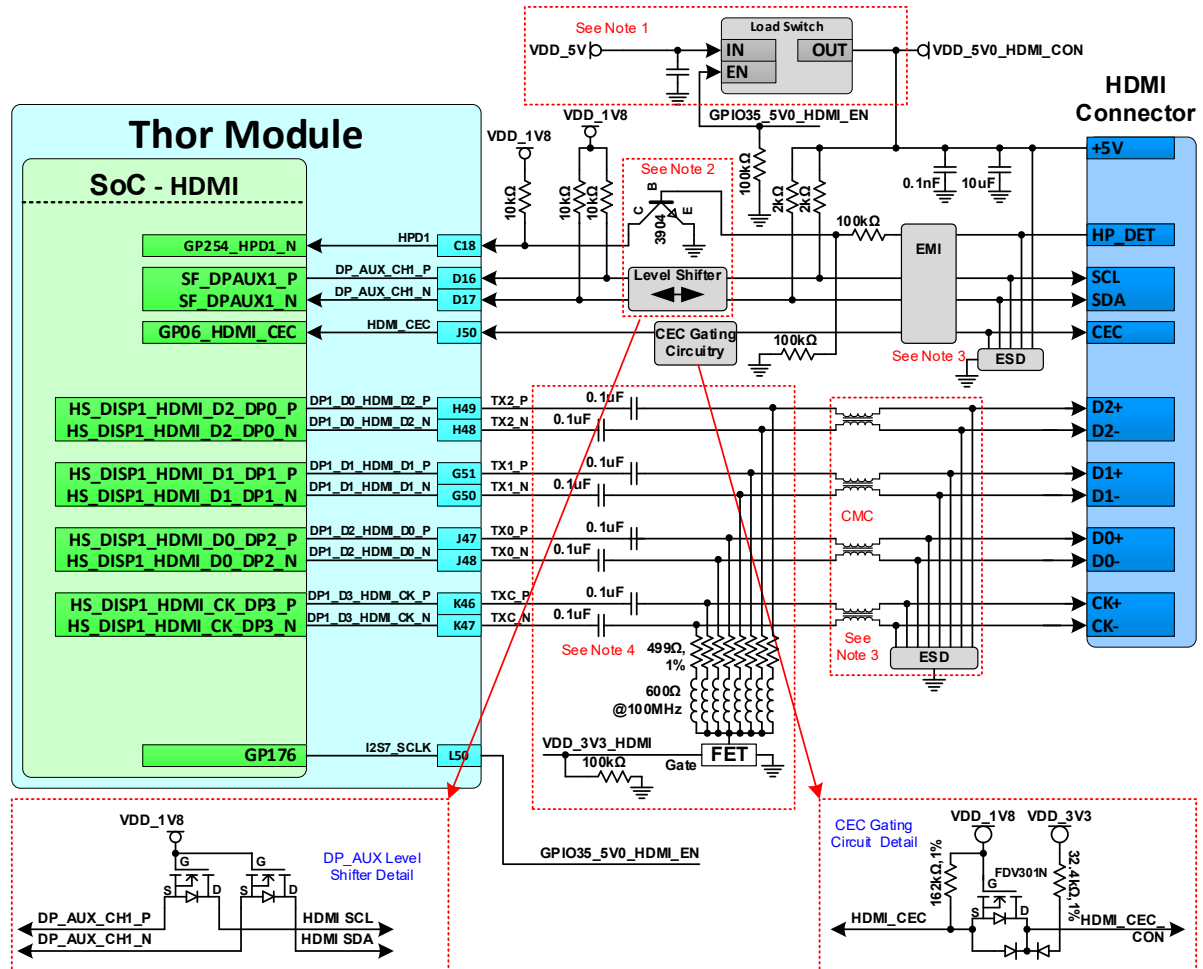 See Note 1
Load Switch
VDD_5V
IN
OUT
VDD_5V0_HDMI_CON
EN
HDMI
Connector
GPIO35_5V0_HDMI_EN
Thor Module
VDD_1V8
VDD_1V8
See Note 2
+5V
SoC - HDMI
10kΩ
10kΩ
10kΩ
B
C
E
3904
100kΩ
2kΩ
2kΩ
0.1nF
10uF
100kΩ
EMI
HP_DET
GP254_HPD1_N
HPD1
C18
SF_DPAUX1_P
DP_AUX_CH1_P
D16
Level Shifter
SCL
SF_DPAUX1_N
DP_AUX_CH1_N
D17
SDA
GP06_HDMI_CEC
HDMI_CEC
J50
CEC Gating
Circuitry
100kΩ
See Note 3
ESD
CEC
HS_DISP1_HDMI_D2_DP0_P
DP1_D0_HDMI_D2_P
H49
TX2_P
0.1uF
D2+
HS_DISP1_HDMI_D2_DP0_N
DP1_D0_HDMI_D2_N
H48
TX2_N
0.1uF
D2-
HS_DISP1_HDMI_D1_DP1_P
DP1_D1_HDMI_D1_P
G51
TX1_P
0.1uF
D1+
HS_DISP1_HDMI_D1_DP1_N
DP1_D1_HDMI_D1_N
G50
TX1_N
0.1uF
D1-
CMC
HS_DISP1_HDMI_D0_DP2_P
DP1_D2_HDMI_D0_P
J47
TX0_P
0.1uF
D0+
HS_DISP1_HDMI_D0_DP2_N
DP1_D2_HDMI_D0_N
J48
TX0_N
0.1uF
D0-
HS_DISP1_HDMI_CK_DP3_P
DP1_D3_HDMI_CK_P
K46
TXC_P
0.1uF
CK+
HS_DISP1_HDMI_CK_DP3_N
DP1_D3_HDMI_CK_N
K47
TXC_N
0.1uF
CK-
See Note 4
499Ω,
1%
See
Note 3
ESD
600Ω
@100MHz
GP176
I2S7_SCLK
L50
VDD_3V3_HDMI
100kΩ
Gate
FET
VDD_1V8
DP_AUX Level
Shifter Detail
G
G
S
D
S
D
DP_AUX_CH1_P
HDMI SCL
DP_AUX_CH1_N
HDMI SDA
GPIO35_5V0_HDMI_EN
CEC Gating
Circuit Detail
VDD_1V8
VDD_3V3
162kΩ,1%
FDV301N
32.4kΩ,1%
G
S
D
HDMI_CEC
HDMI_CEC_
CON